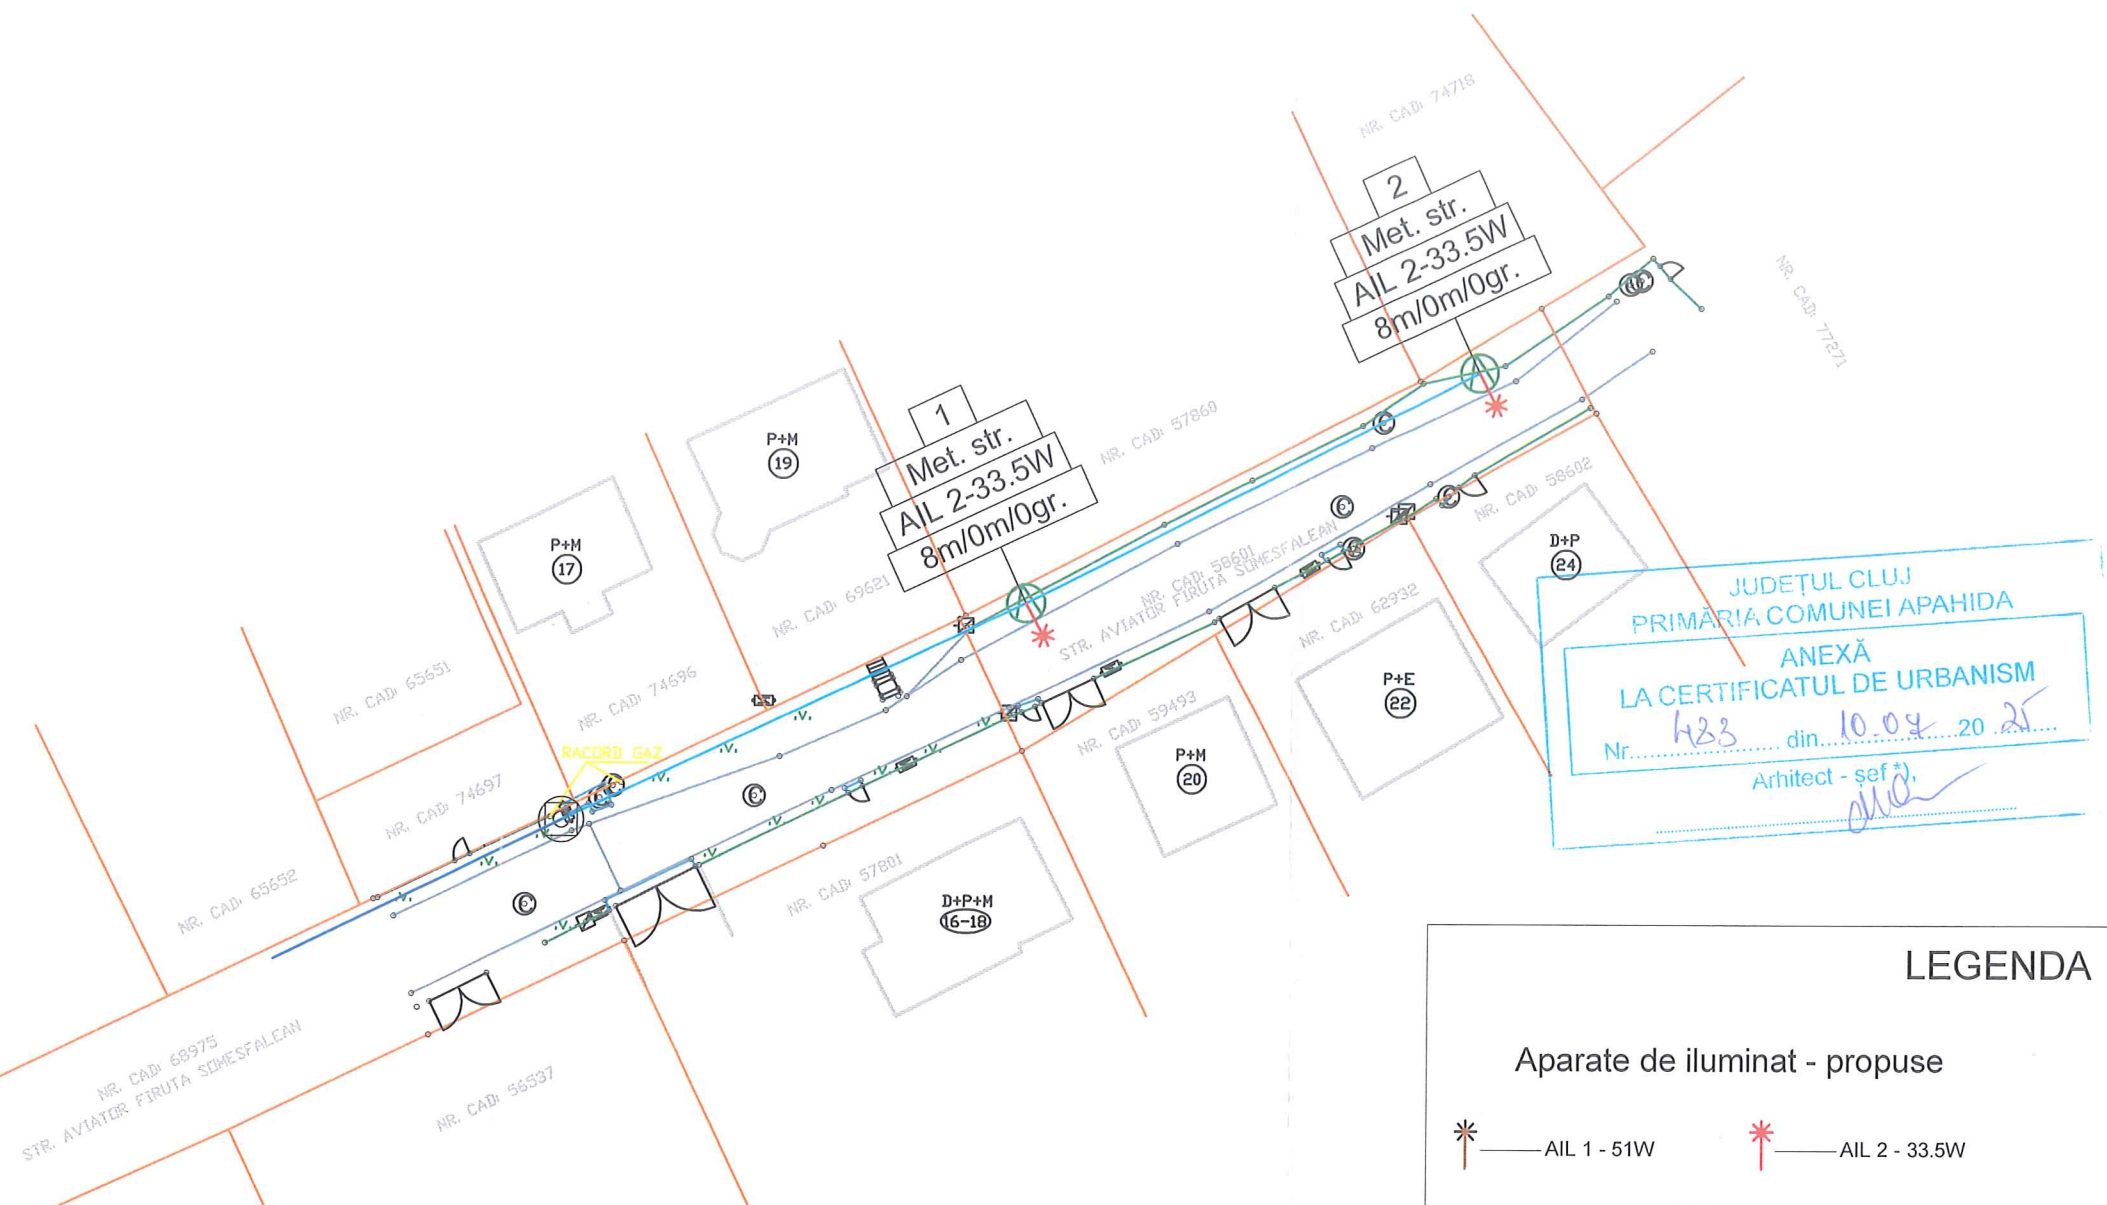 NR. CAD: 74718
2
Met. str.
AIL 2-33.5W
8m/0m/0gr.
NR. CAD: 77271
1
Met. str.
AIL 2-33.5W
8m/0m/0gr.
NR. CAD: 57860
P+M
19
P+M
17
NR. CAD: 69621
NR. CAD: 58601
STR. AVIATOR FIRUTA SOMESFALEAN
NR. CAD: 58602
D+P
24
NR. CAD: 62932
P+E
22
NR. CAD: 65651
NR. CAD: 74696
NR. CAD: 59493
P+M
20
RACORD GAZ
NR. CAD: 74697
NR. CAD: 65652
NR. CAD: 57801
D+P+M
16-18
NR. CAD: 68975
STR. AVIATOR FIRUTA SOMESFALEAN
NR. CAD: 56537
JUDEȚUL CLUJ
PRIMĂRIA COMUNEI APAHIDA
ANEXĂ
LA CERTIFICATUL DE URBANISM
Nr. 483 din 10.07 20 25
Arhitect - șef *),
LEGENDA
Aparate de iluminat - propuse
AIL 1 - 51W
AIL 2 - 33.5W